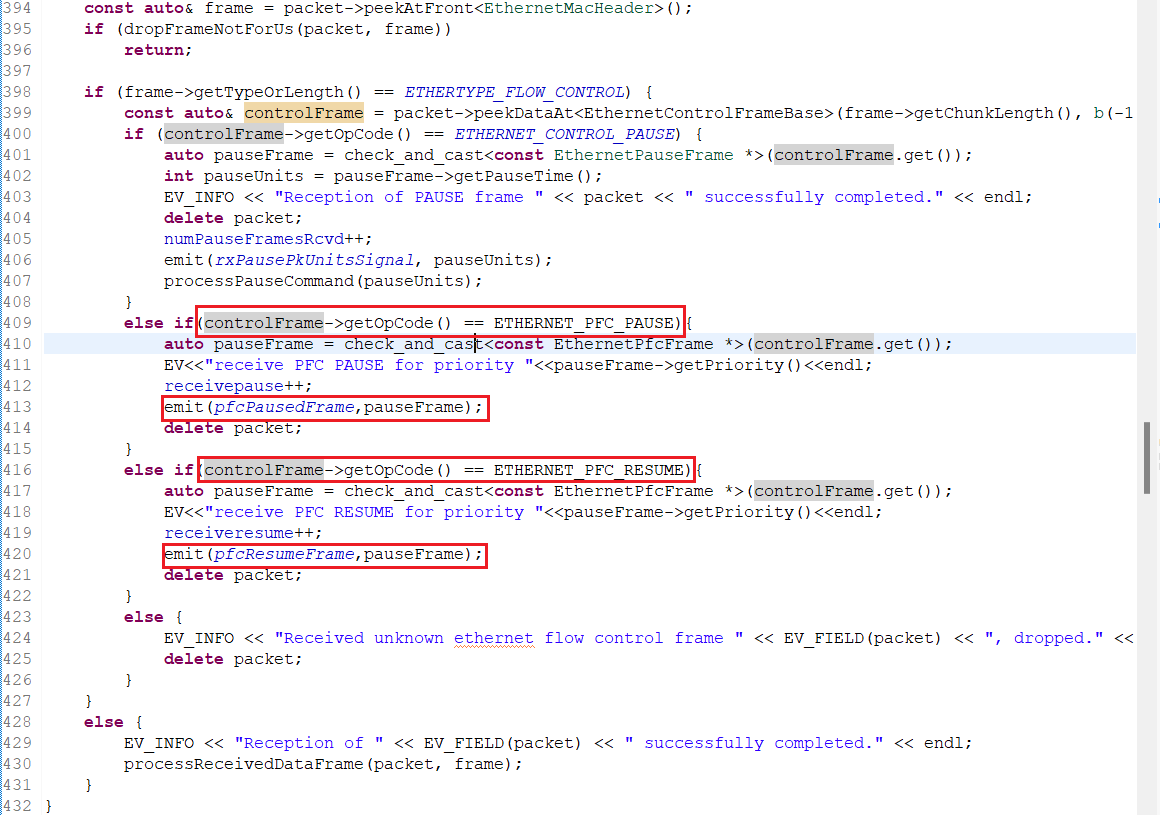 394 const auto& frame = packet->peekAtFront<EthernetMacHeader>();
395 if (dropFrameNotForUs(packet, frame))
396 return;
397
398 if (frame->getTypeOrLength() == ETHERTYPE_FLOW_CONTROL) {
399 const auto& controlFrame = packet->peekDataAt<EthernetControlFrameBase>(frame->getChunkLength(), b(-1
400 if (controlFrame->getOpCode() == ETHERNET_CONTROL_PAUSE) {
401 auto pauseFrame = check_and_cast<const EthernetPauseFrame *>(controlFrame.get());
402 int pauseUnits = pauseFrame->getPauseTime();
403 EV_INFO << "Reception of PAUSE frame " << packet << " successfully completed." << endl;
404 delete packet;
405 numPauseFramesRcvd++;
406 emit(rxPausePkUnitsSignal, pauseUnits);
407 processPauseCommand(pauseUnits);
408 }
409 else if(controlFrame->getOpCode() == ETHERNET_PFC_PAUSE){
410 auto pauseFrame = check_and_cast<const EthernetPfcFrame *>(controlFrame.get());
411 EV<<"receive PFC PAUSE for priority "<<pauseFrame->getPriority()<<endl;
412 receivepause++;
413 emit(pfcPausedFrame,pauseFrame);
414 delete packet;
415 }
416 else if(controlFrame->getOpCode() == ETHERNET_PFC_RESUME){
417 auto pauseFrame = check_and_cast<const EthernetPfcFrame *>(controlFrame.get());
418 EV<<"receive PFC RESUME for priority "<<pauseFrame->getPriority()<<endl;
419 receiveresume++;
420 emit(pfcResumeFrame,pauseFrame);
421 delete packet;
422 }
423 else {
424 EV_INFO << "Received unknown ethernet flow control frame " << EV_FIELD(packet) << ", dropped." <<
425 delete packet;
426 }
427 }
428 else {
429 EV_INFO << "Reception of " << EV_FIELD(packet) << " successfully completed." << endl;
430 processReceivedDataFrame(packet, frame);
431 }
432 }